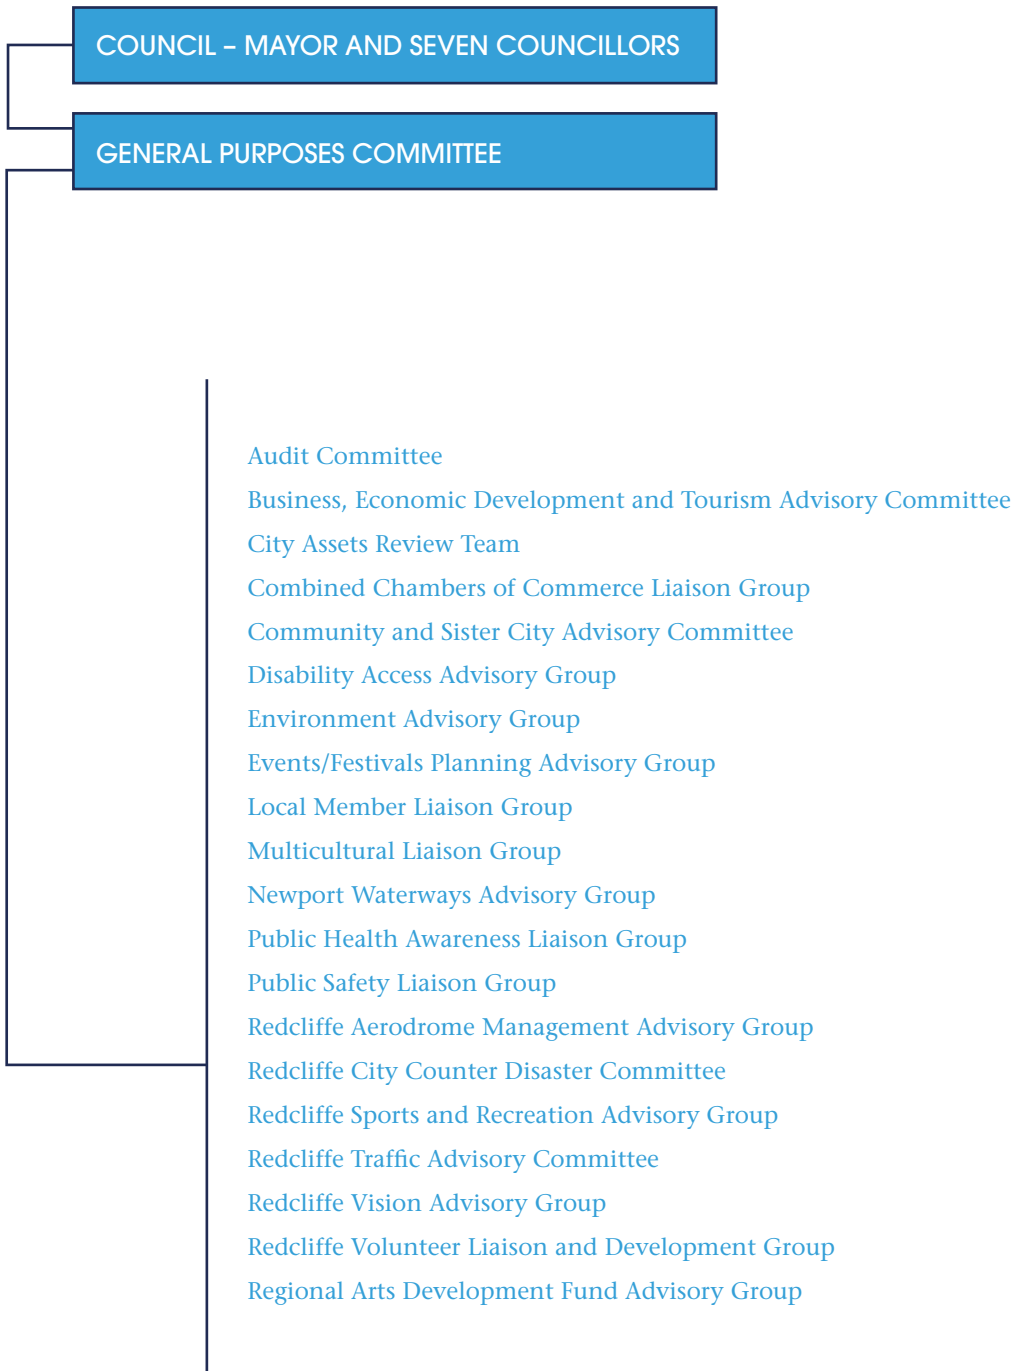 COUNCIL – MAYOR AND SEVEN COUNCILLORS
GENERAL PURPOSES COMMITTEE
Audit Committee
Business, Economic Development and Tourism Advisory Committee
City Assets Review Team
Combined Chambers of Commerce Liaison Group
Community and Sister City Advisory Committee
Disability Access Advisory Group
Environment Advisory Group
Events/Festivals Planning Advisory Group
Local Member Liaison Group
Multicultural Liaison Group
Newport Waterways Advisory Group
Public Health Awareness Liaison Group
Public Safety Liaison Group
Redcliffe Aerodrome Management Advisory Group
Redcliffe City Counter Disaster Committee
Redcliffe Sports and Recreation Advisory Group
Redcliffe Traffic Advisory Committee
Redcliffe Vision Advisory Group
Redcliffe Volunteer Liaison and Development Group
Regional Arts Development Fund Advisory Group